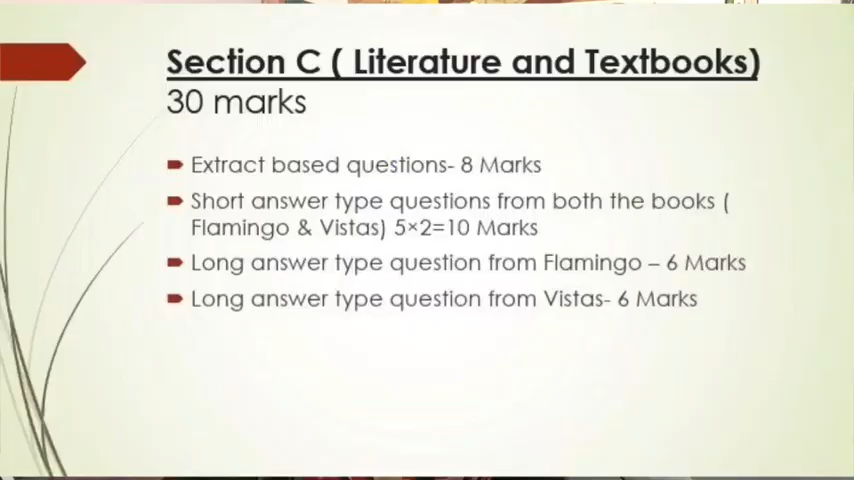 Section C ( Literature and Textbooks)
30 marks
Extract based questions- 8 Marks
Short answer type questions from both the books (
Flamingo & Vistas) 5×2=10 Marks
Long answer type question from Flamingo – 6 Marks
Long answer type question from Vistas- 6 Marks